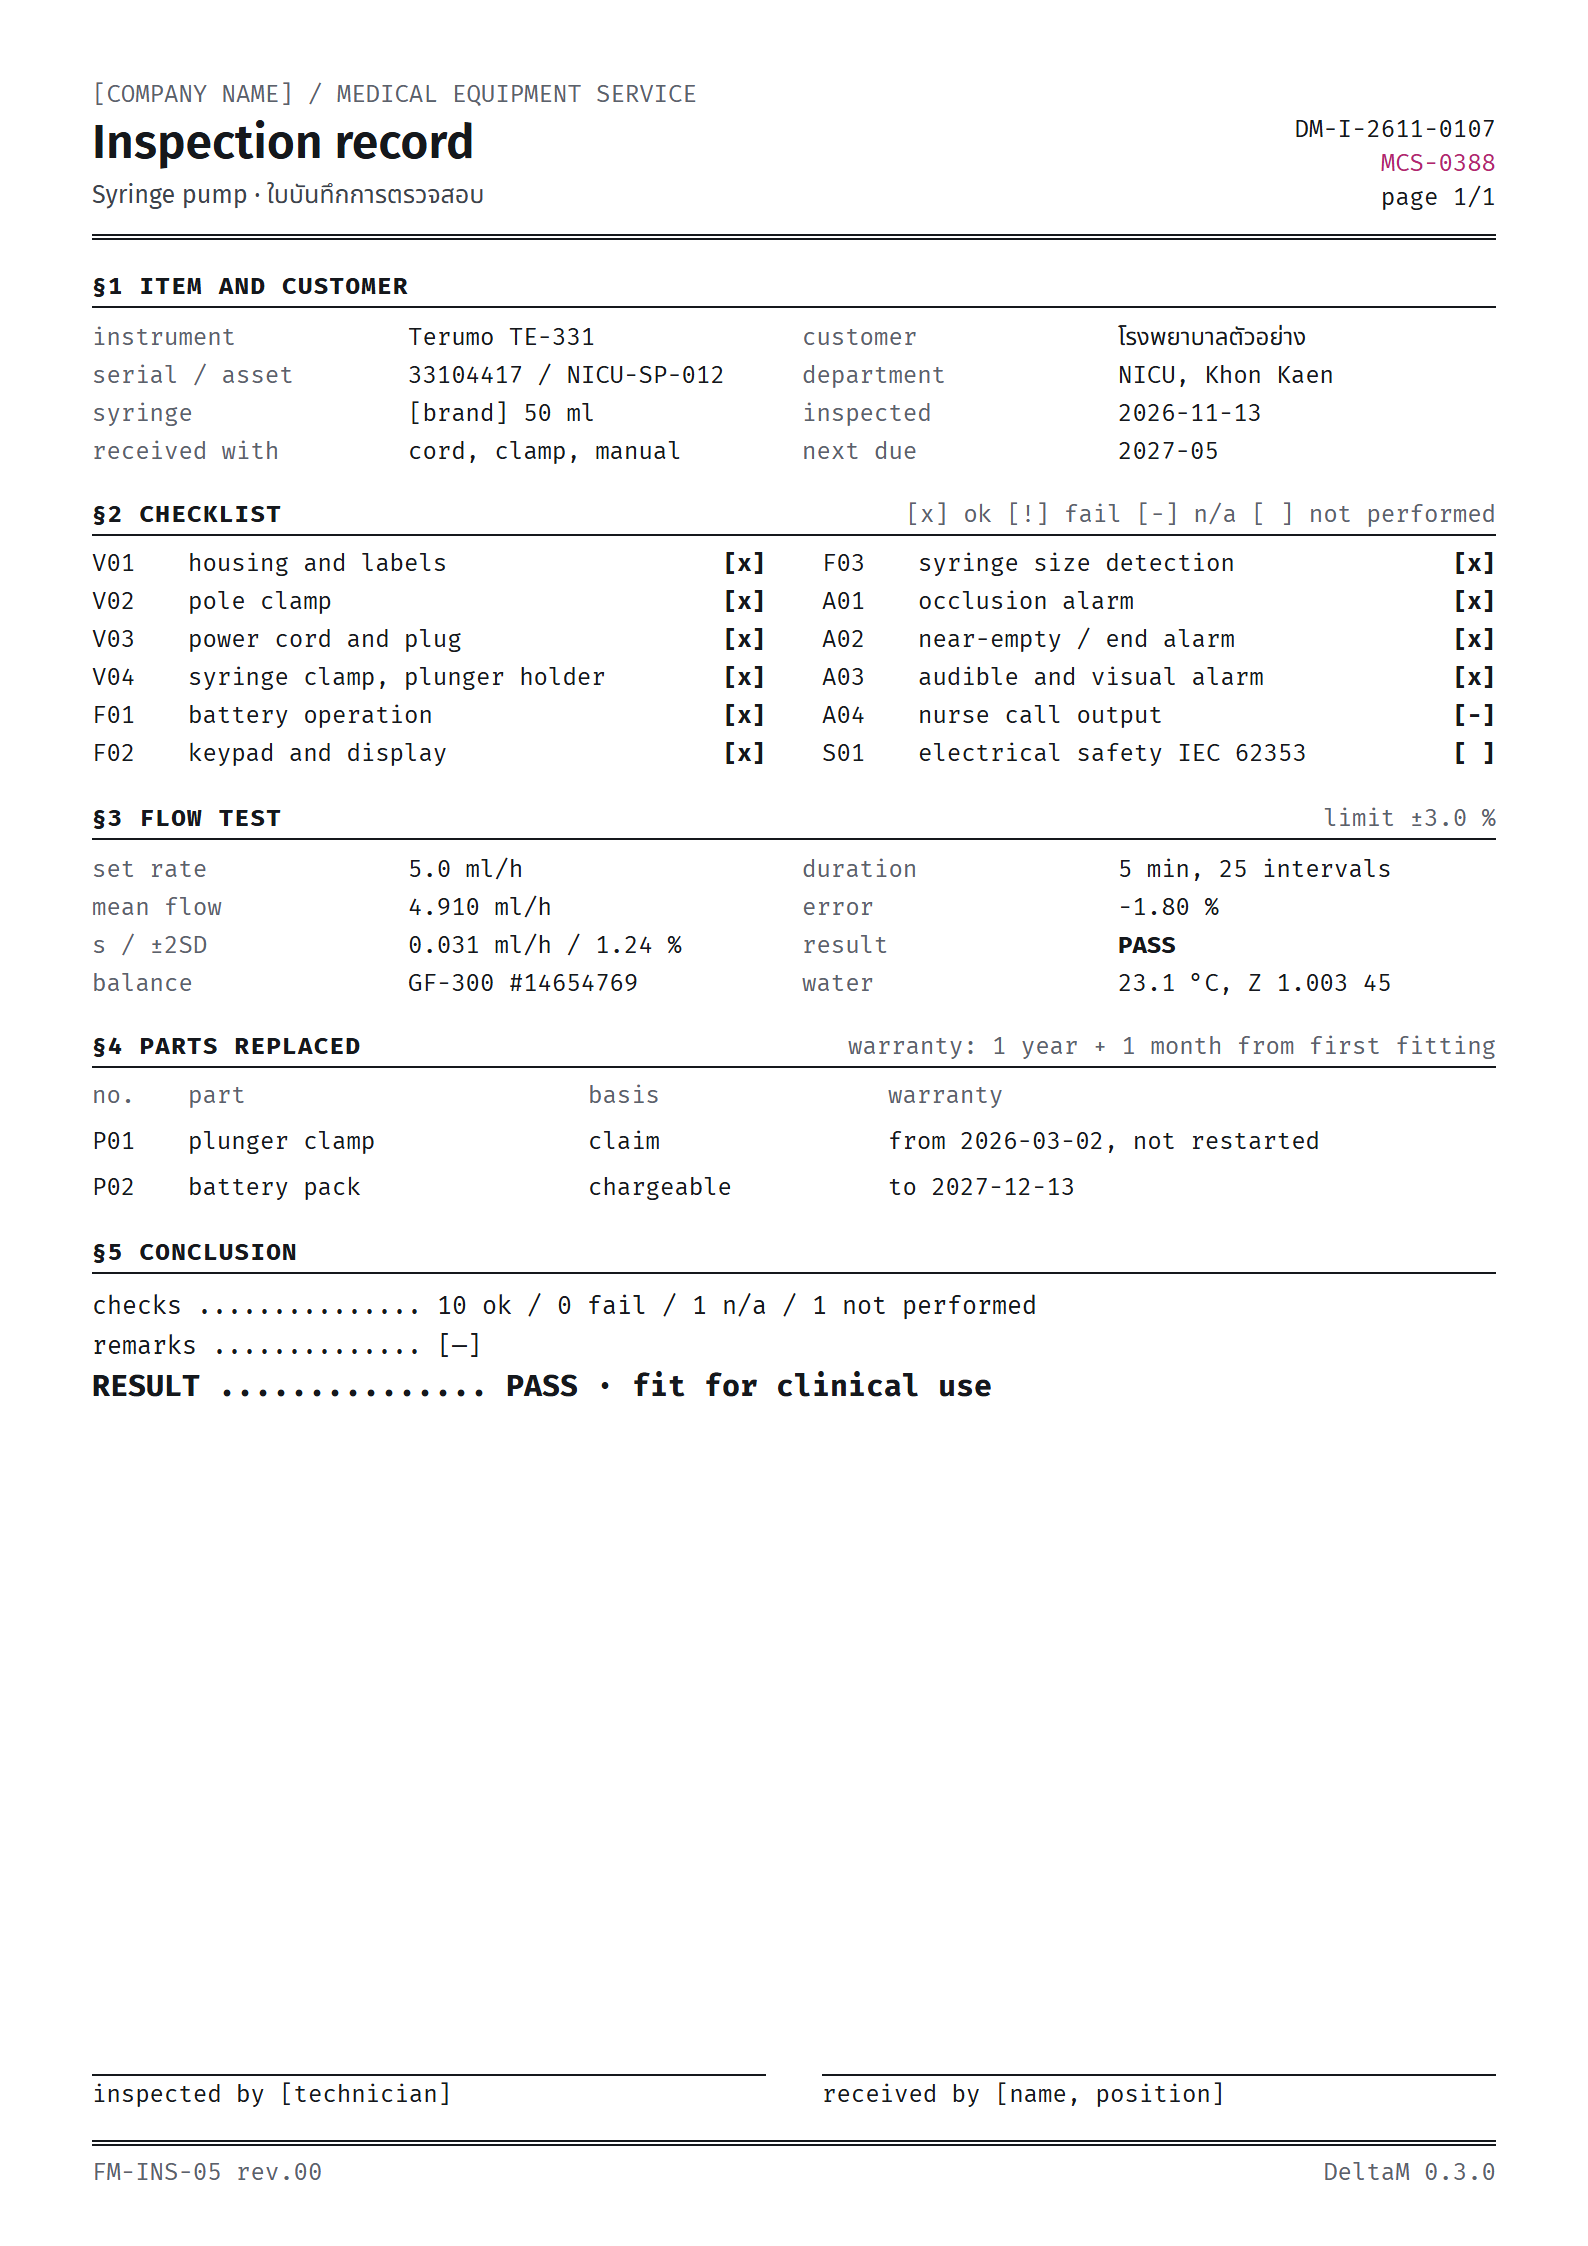 [COMPANY NAME] / MEDICAL EQUIPMENT SERVICE
Inspection record
Syringe pump · ใบบันทึกการตรวจสอบ
DM-I-2611-0107
MCS-0388
page 1/1
§1 ITEM AND CUSTOMER
instrument Terumo TE-331 customer โรงพยาบาลตัวอย่าง
serial / asset 33104417 / NICU-SP-012 department NICU, Khon Kaen
syringe [brand] 50 ml inspected 2026-11-13
received with cord, clamp, manual next due 2027-05
§2 CHECKLIST [x] ok [!] fail [-] n/a [ ] not performed
V01 housing and labels [x] F03 syringe size detection [x]
V02 pole clamp [x] A01 occlusion alarm [x]
V03 power cord and plug [x] A02 near-empty / end alarm [x]
V04 syringe clamp, plunger holder [x] A03 audible and visual alarm [x]
F01 battery operation [x] A04 nurse call output [-]
F02 keypad and display [x] S01 electrical safety IEC 62353 [ ]
§3 FLOW TEST limit ±3.0 %
set rate 5.0 ml/h duration 5 min, 25 intervals
mean flow 4.910 ml/h error -1.80 %
s / ±2SD 0.031 ml/h / 1.24 % result PASS
balance GF-300 #14654769 water 23.1 °C, Z 1.003 45
§4 PARTS REPLACED warranty: 1 year + 1 month from first fitting
no. part basis warranty
P01 plunger clamp claim from 2026-03-02, not restarted
P02 battery pack chargeable to 2027-12-13
§5 CONCLUSION
checks ............... 10 ok / 0 fail / 1 n/a / 1 not performed
remarks .............. [—]
RESULT ............... PASS · fit for clinical use
inspected by [technician] received by [name, position]
FM-INS-05 rev.00 DeltaM 0.3.0